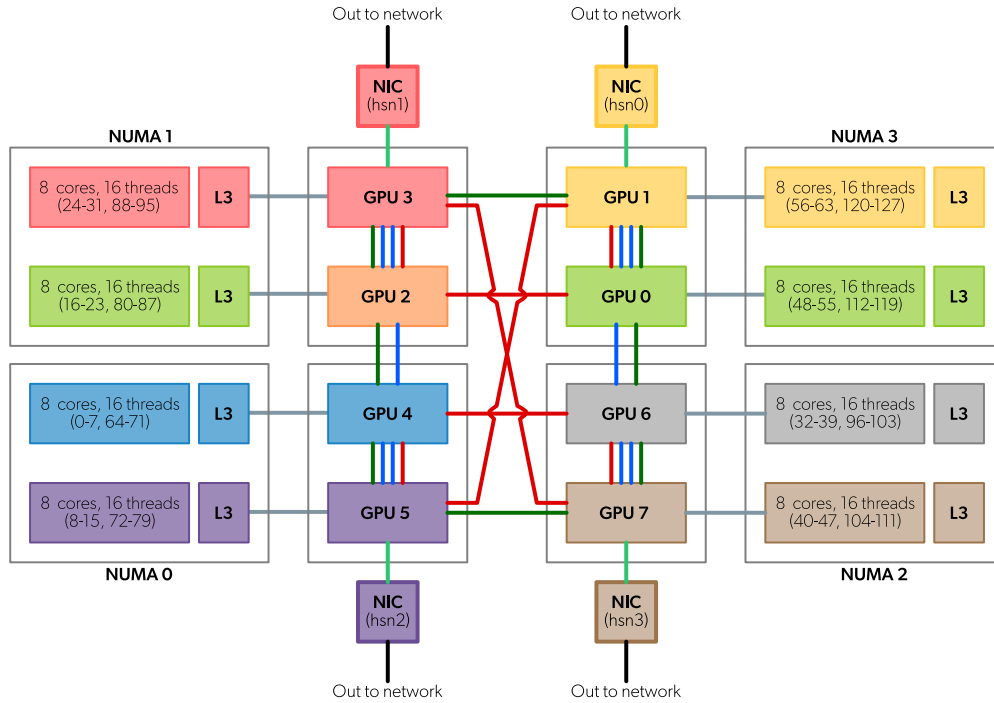 Out to network
Out to network
NIC
(hsn1)
NIC
(hsn0)
NUMA 1
NUMA 3
8 cores, 16 threads
(24-31, 88-95)
L3
GPU 3
GPU 1
8 cores, 16 threads
(56-63, 120-127)
L3
8 cores, 16 threads
(16-23, 80-87)
L3
GPU 2
GPU 0
8 cores, 16 threads
(48-55, 112-119)
L3
8 cores, 16 threads
(0-7, 64-71)
L3
GPU 4
GPU 6
8 cores, 16 threads
(32-39, 96-103)
L3
8 cores, 16 threads
(8-15, 72-79)
L3
GPU 5
GPU 7
8 cores, 16 threads
(40-47, 104-111)
L3
NUMA 0
NUMA 2
NIC
(hsn2)
NIC
(hsn3)
Out to network
Out to network